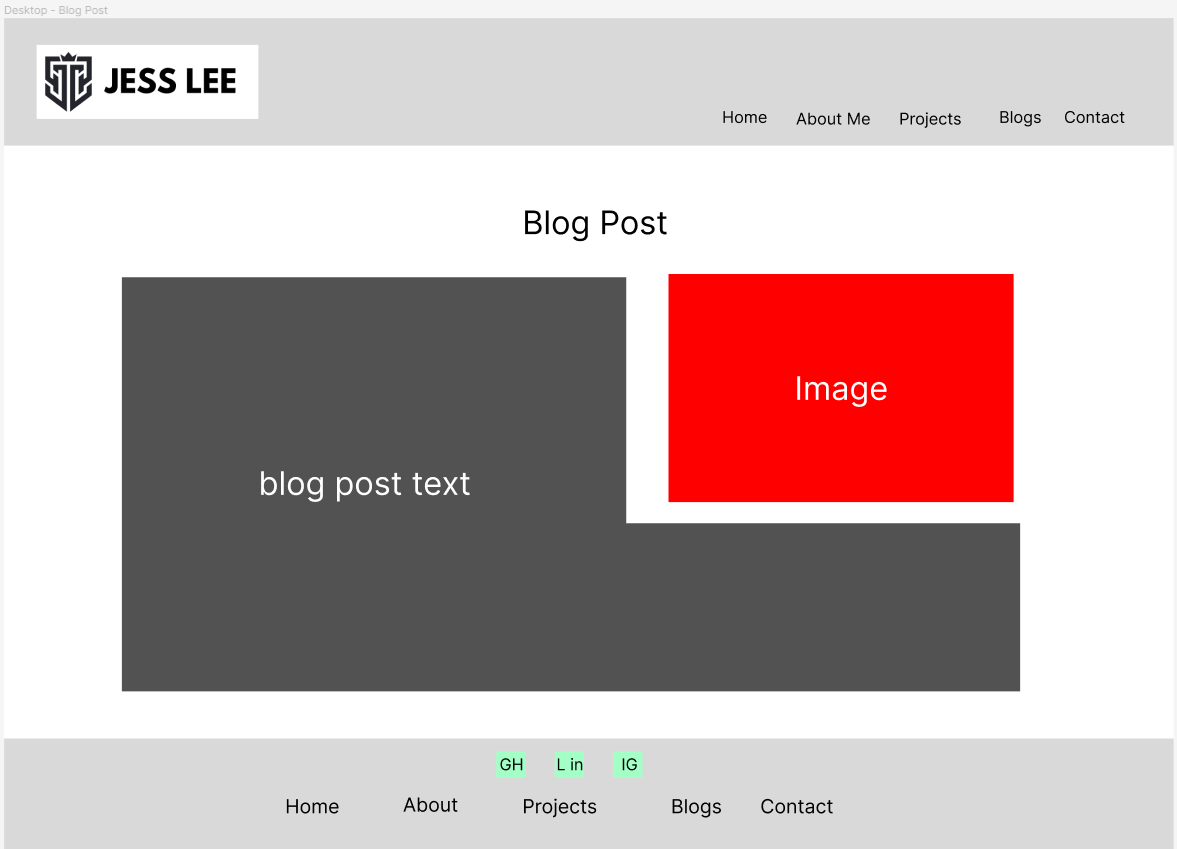 Desktop - Blog Post
JESS LEE
Home About Me Projects Blogs Contact
Blog Post
Image
blog post text
GH L in IG
Home About Projects Blogs Contact